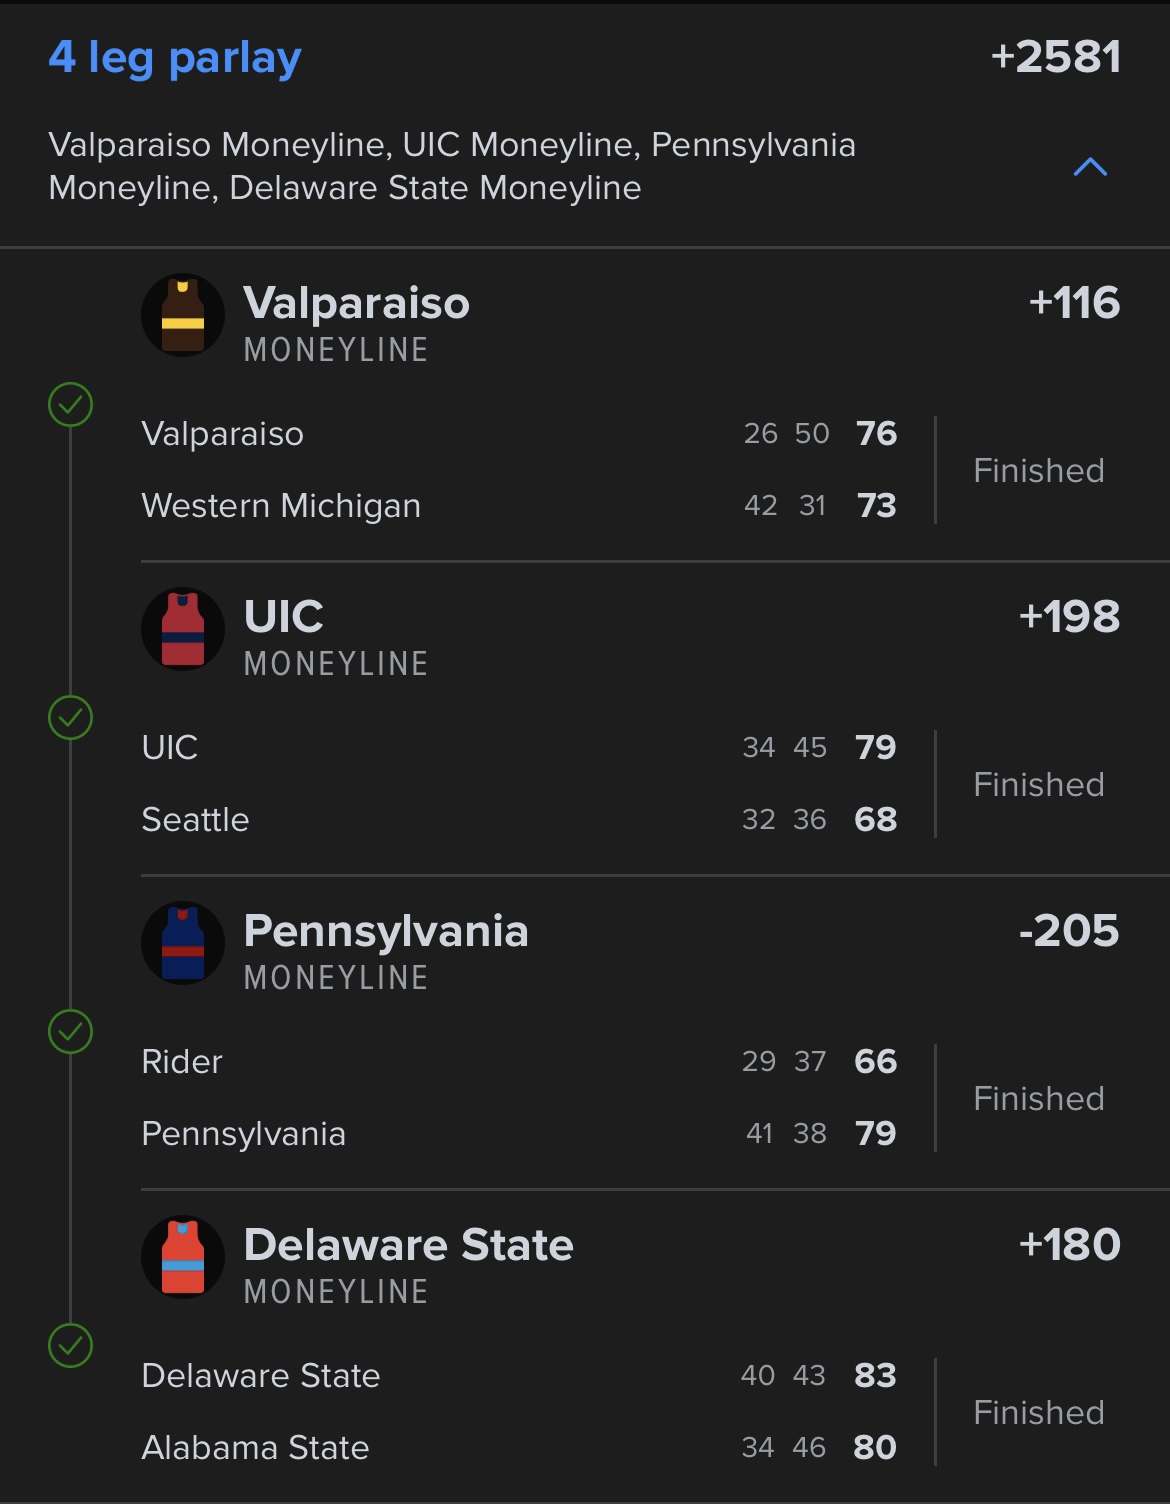 4 leg parlay +2581
Valparaiso Moneyline, UIC Moneyline, Pennsylvania
Moneyline, Delaware State Moneyline
Valparaiso +116
MONEYLINE
Valparaiso 26 50 76
Finished
Western Michigan 42 31 73
UIC +198
MONEYLINE
UIC 34 45 79
Finished
Seattle 32 36 68
Pennsylvania -205
MONEYLINE
Rider 29 37 66
Finished
Pennsylvania 41 38 79
Delaware State +180
MONEYLINE
Delaware State 40 43 83
Finished
Alabama State 34 46 80